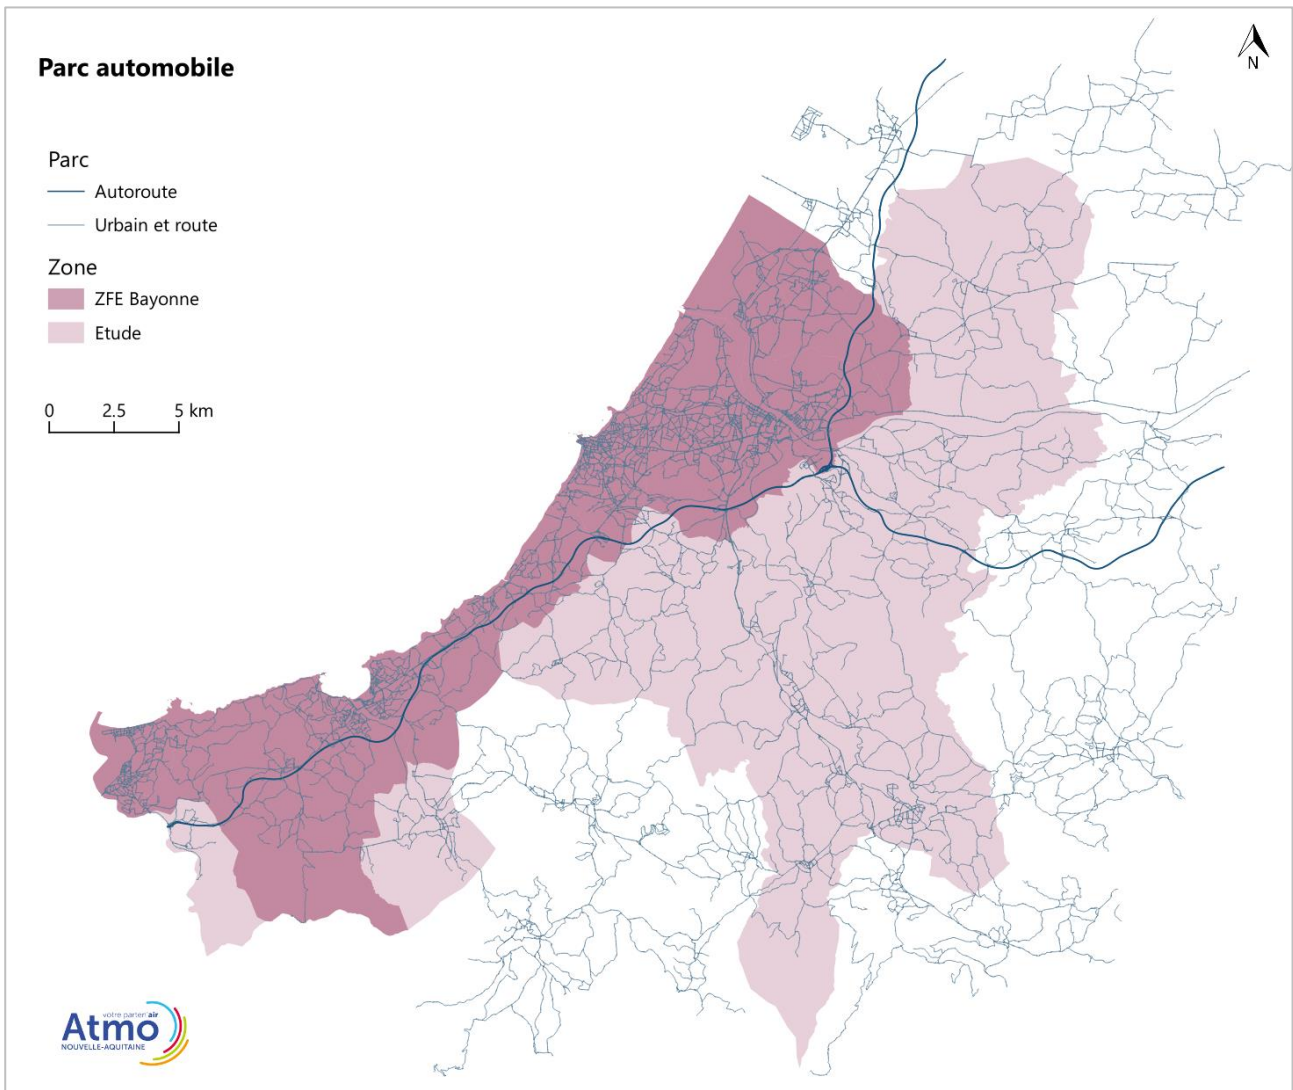 Parc automobile
N
Parc
Autoroute
Urbain et route
Zone
ZFE Bayonne
Etude
0 2.5 5 km
votre parten'air
Atmo
NOUVELLE-AQUITAINE